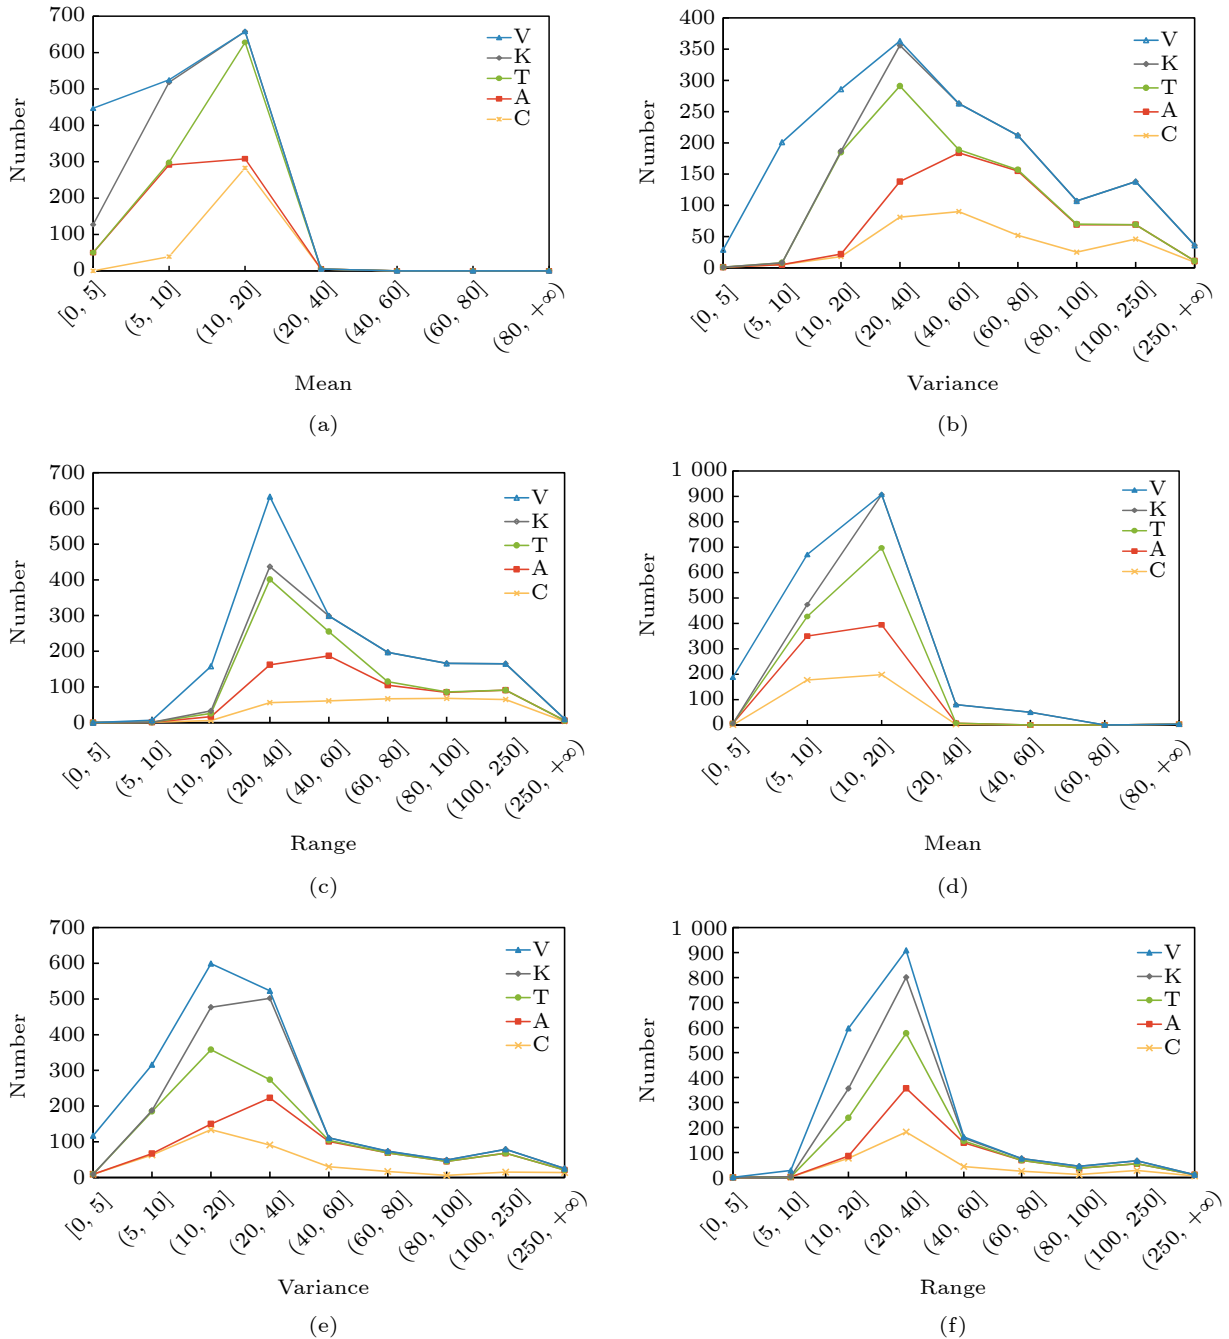 700
600
500
400
300
200
100
0
Number
V
K
T
A
C
[0, 5]
(5, 10]
(10, 20]
(20, 40]
(40, 60]
(60, 80]
(80, +∞)
Mean
(a)
400
350
300
250
200
150
100
50
0
Number
V
K
T
A
C
[0, 5]
(5, 10]
(10, 20]
(20, 40]
(40, 60]
(60, 80]
(80, 100]
(100, 250]
(250, +∞)
Variance
(b)
700
600
500
400
300
200
100
0
Number
V
K
T
A
C
[0, 5]
(5, 10]
(10, 20]
(20, 40]
(40, 60]
(60, 80]
(80, 100]
(100, 250]
(250, +∞)
Range
(c)
1 000
900
800
700
600
500
400
300
200
100
0
Number
V
K
T
A
C
[0, 5]
(5, 10]
(10, 20]
(20, 40]
(40, 60]
(60, 80]
(80, +∞)
Mean
(d)
700
600
500
400
300
200
100
0
Number
V
K
T
A
C
[0, 5]
(5, 10]
(10, 20]
(20, 40]
(40, 60]
(60, 80]
(80, 100]
(100, 250]
(250, +∞)
Variance
(e)
1 000
900
800
700
600
500
400
300
200
100
0
Number
V
K
T
A
C
[0, 5]
(5, 10]
(10, 20]
(20, 40]
(40, 60]
(60, 80]
(80, 100]
(100, 250]
(250, +∞)
Range
(f)